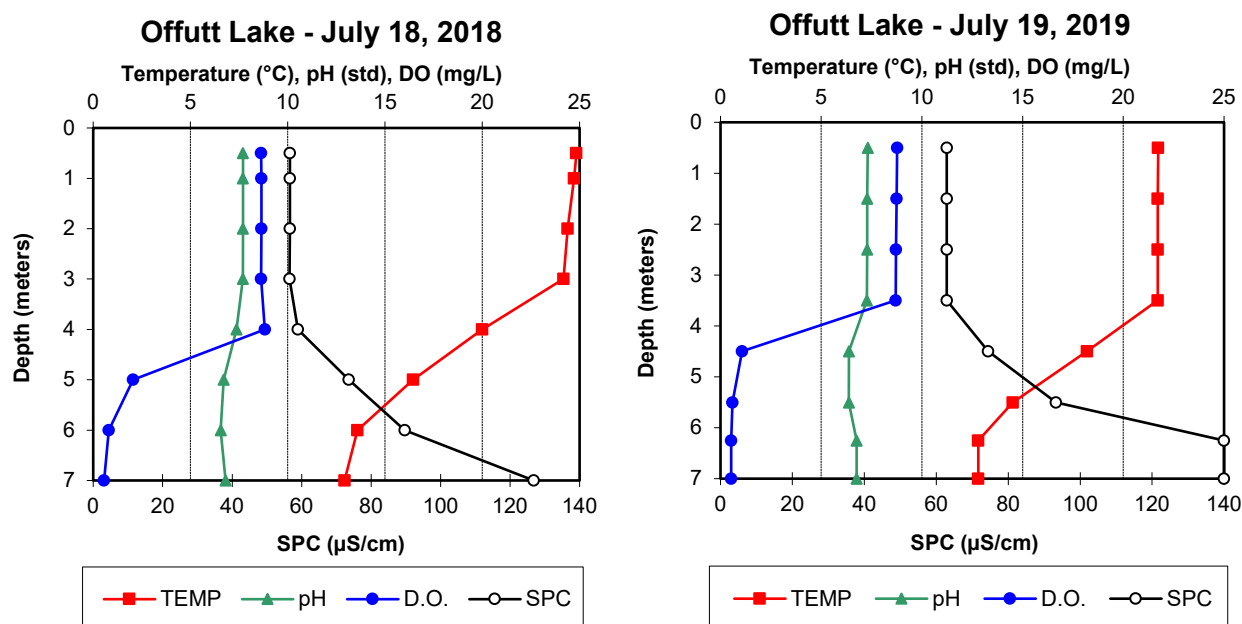 Offutt Lake - July 18, 2018
Temperature (°C), pH (std), DO (mg/L)
0 5 10 15 20 25
0
1
2
3
4
5
6
7
Depth (meters)
0 20 40 60 80 100 120 140
SPC (µS/cm)
TEMP pH D.O. SPC
Offutt Lake - July 19, 2019
Temperature (°C), pH (std), DO (mg/L)
0 5 10 15 20 25
0
1
2
3
4
5
6
7
Depth (meters)
0 20 40 60 80 100 120 140
SPC (µS/cm)
TEMP pH D.O. SPC